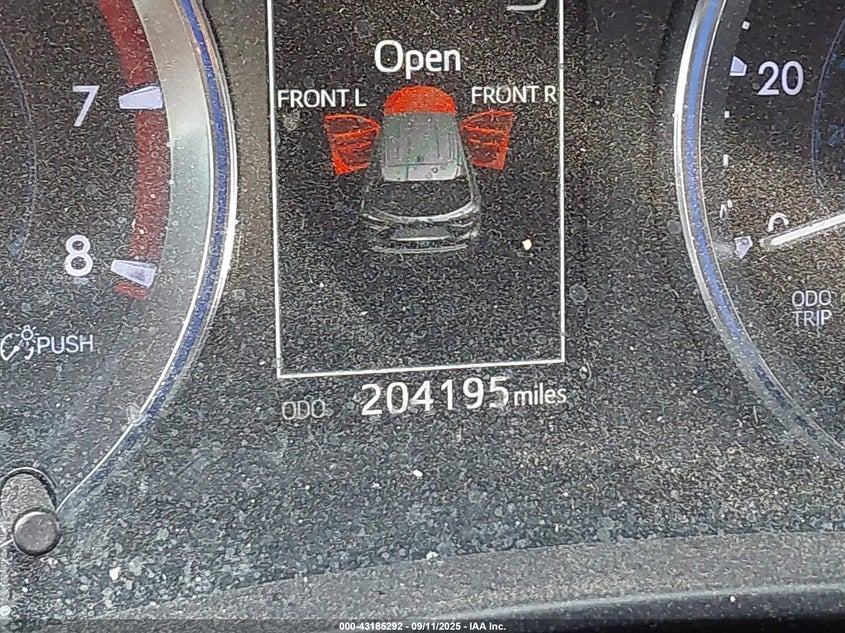 Open
FRONT L
FRONT R
7
20
8
0
ODO
TRIP
PUSH
ODO 204195 miles
000-43185292 - 09/11/2025 - IAA Inc.